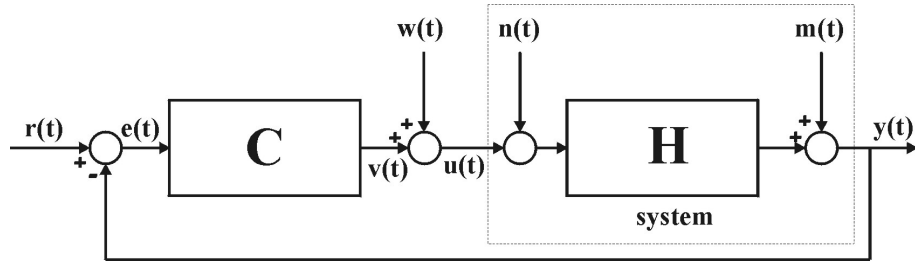 w(t)
n(t)
m(t)
r(t)
e(t)
C
v(t)
u(t)
H
y(t)
+
-
+
+
+
+
system